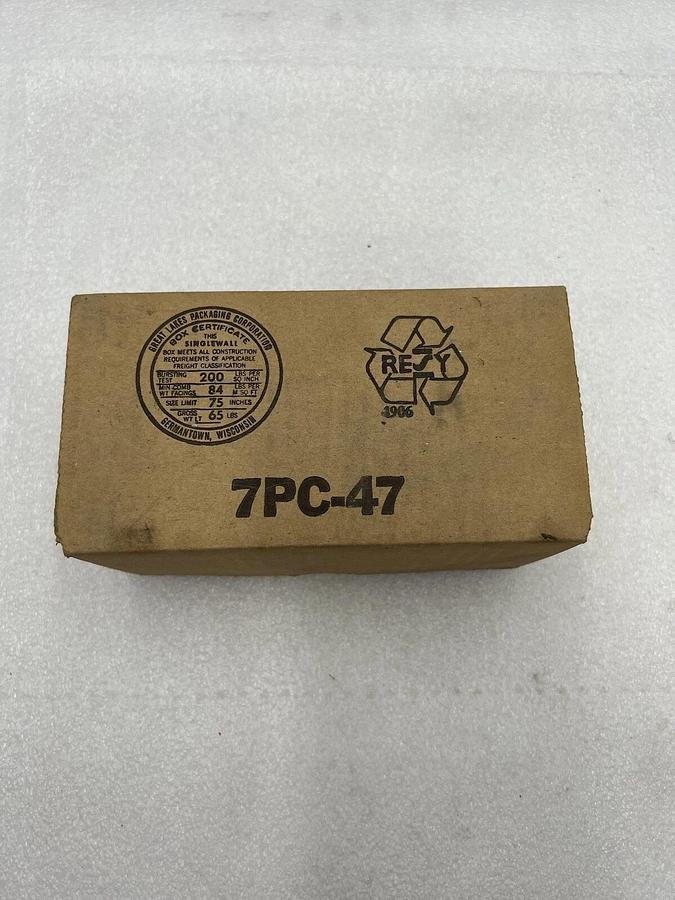 GREAT LAKES PACKAGING CORPORATION
BOX CERTIFICATE
THIS
SINGLEWALL
BOX MEETS ALL CONSTRUCTION
REQUIREMENTS OF APPLICABLE
FREIGHT CLASSIFICATION
BURSTING TEST 200 LBS PER SQ INCH
MIN COMB WT FACINGS 84 LBS PER M SQ FT
SIZE LIMIT 75 INCHES
GROSS WT LT 65 LBS
GERMANTOWN, WISCONSIN
RESY
1906
7PC-47